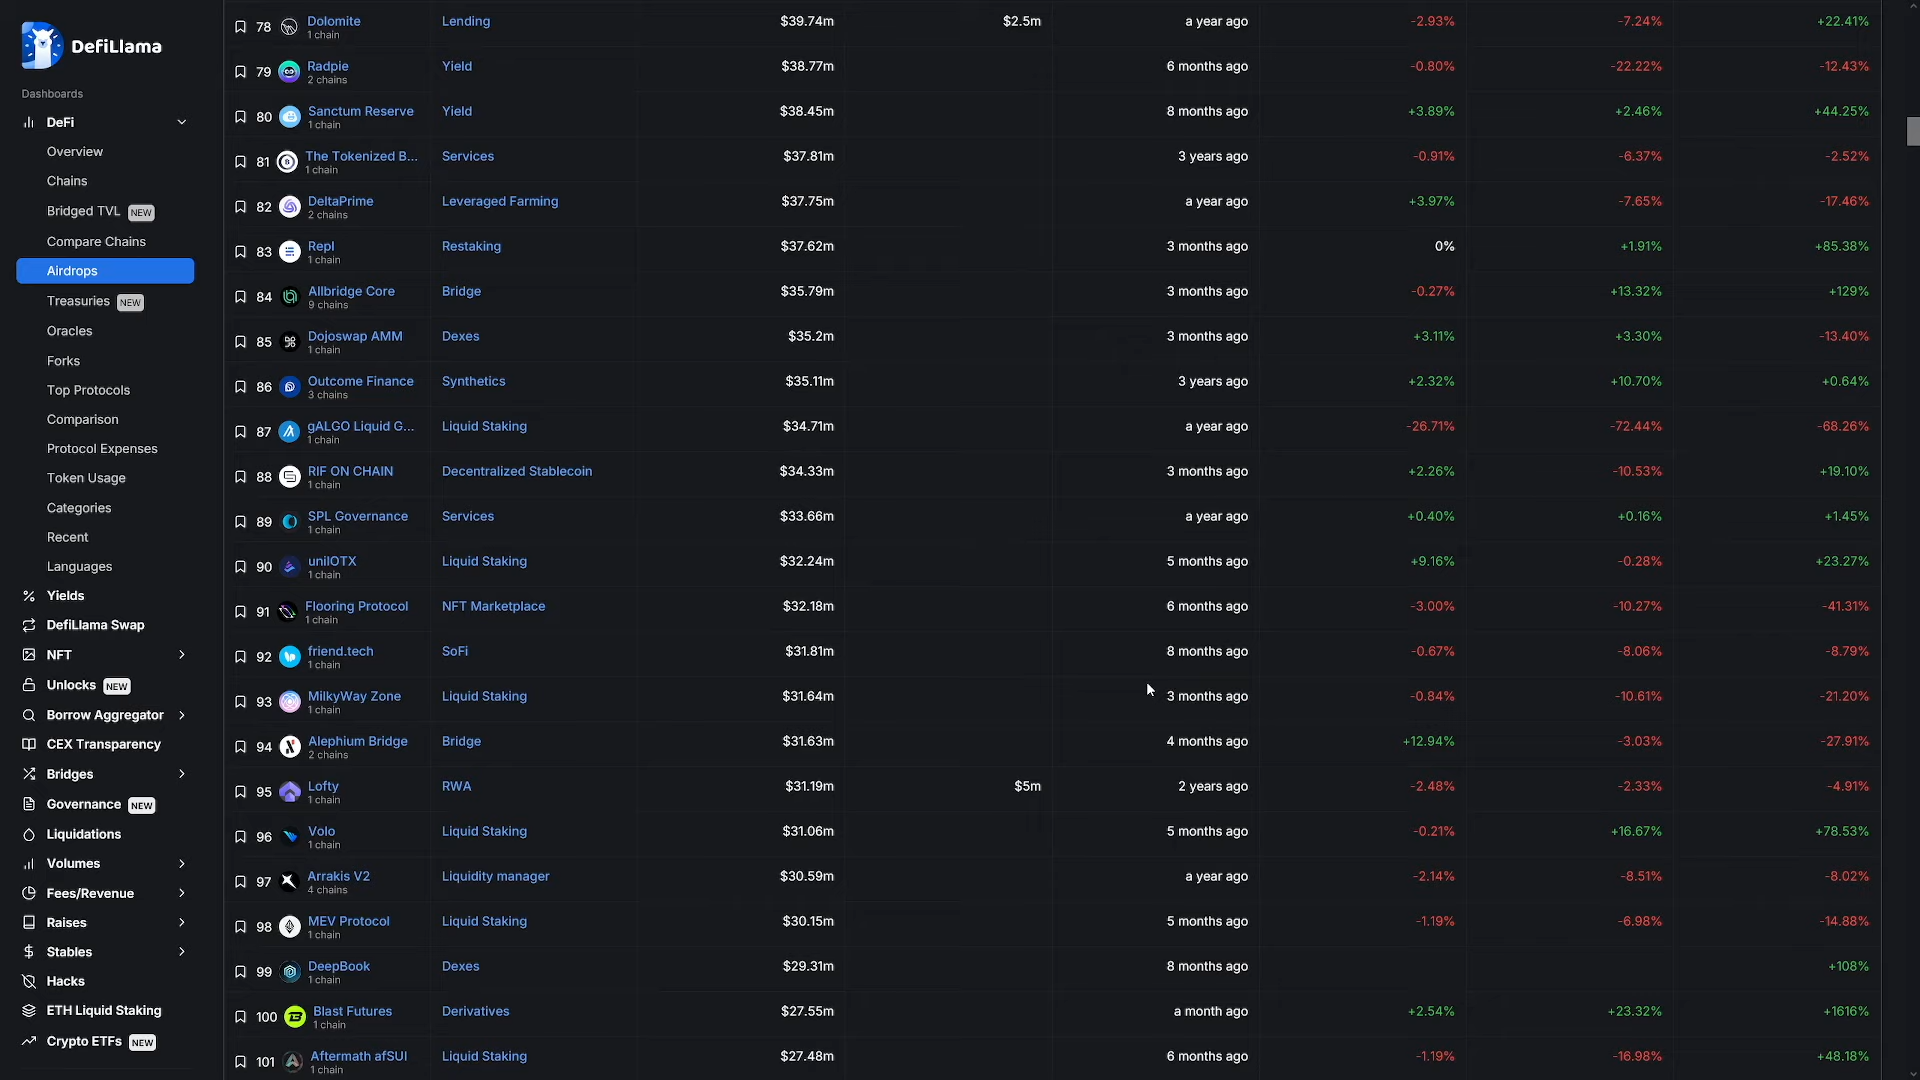 DefiLlama
Dashboards
DeFi
Overview
Chains
Bridged TVL NEW
Compare Chains
Airdrops
Treasuries NEW
Oracles
Forks
Top Protocols
Comparison
Protocol Expenses
Token Usage
Categories
Recent
Languages
Yields
DefiLlama Swap
NFT
Unlocks NEW
Borrow Aggregator
CEX Transparency
Bridges
Governance NEW
Liquidations
Volumes
Fees/Revenue
Raises
Stables
Hacks
ETH Liquid Staking
Crypto ETFs NEW
78 Dolomite Lending $39.74m $2.5m a year ago -2.93% -7.24% +22.41%
1 chain
79 Radpie Yield $38.77m 6 months ago -0.80% -22.22% -12.43%
2 chains
80 Sanctum Reserve Yield $38.45m 8 months ago +3.89% +2.46% +44.25%
1 chain
81 The Tokenized B... Services $37.81m 3 years ago -0.91% -6.37% -2.52%
1 chain
82 DeltaPrime Leveraged Farming $37.75m a year ago +3.97% -7.65% -17.46%
2 chains
83 Repl Restaking $37.62m 3 months ago 0% +1.91% +85.38%
1 chain
84 Allbridge Core Bridge $35.79m 3 months ago -0.27% +13.32% +129%
9 chains
85 Dojoswap AMM Dexes $35.2m 3 months ago +3.11% +3.30% -13.40%
1 chain
86 Outcome Finance Synthetics $35.11m 3 years ago +2.32% +10.70% +0.64%
3 chains
87 gALGO Liquid G... Liquid Staking $34.71m a year ago -26.71% -72.44% -68.26%
1 chain
88 RIF ON CHAIN Decentralized Stablecoin $34.33m 3 months ago +2.26% -10.53% +19.10%
1 chain
89 SPL Governance Services $33.66m a year ago +0.40% +0.16% +1.45%
1 chain
90 uniIOTX Liquid Staking $32.24m 5 months ago +9.16% -0.28% +23.27%
1 chain
91 Flooring Protocol NFT Marketplace $32.18m 6 months ago -3.00% -10.27% -41.31%
1 chain
92 friend.tech SoFi $31.81m 8 months ago -0.67% -8.06% -8.79%
1 chain
93 MilkyWay Zone Liquid Staking $31.64m 3 months ago -0.84% -10.61% -21.20%
1 chain
94 Alephium Bridge Bridge $31.63m 4 months ago +12.94% -3.03% -27.91%
2 chains
95 Lofty RWA $31.19m $5m 2 years ago -2.48% -2.33% -4.91%
1 chain
96 Volo Liquid Staking $31.06m 5 months ago -0.21% +16.67% +78.53%
1 chain
97 Arrakis V2 Liquidity manager $30.59m a year ago -2.14% -8.51% -8.02%
4 chains
98 MEV Protocol Liquid Staking $30.15m 5 months ago -1.19% -6.98% -14.88%
1 chain
99 DeepBook Dexes $29.31m 8 months ago +108%
1 chain
100 Blast Futures Derivatives $27.55m a month ago +2.54% +23.32% +1616%
1 chain
101 Aftermath afSUI Liquid Staking $27.48m 6 months ago -1.19% -16.98% +48.18%
1 chain